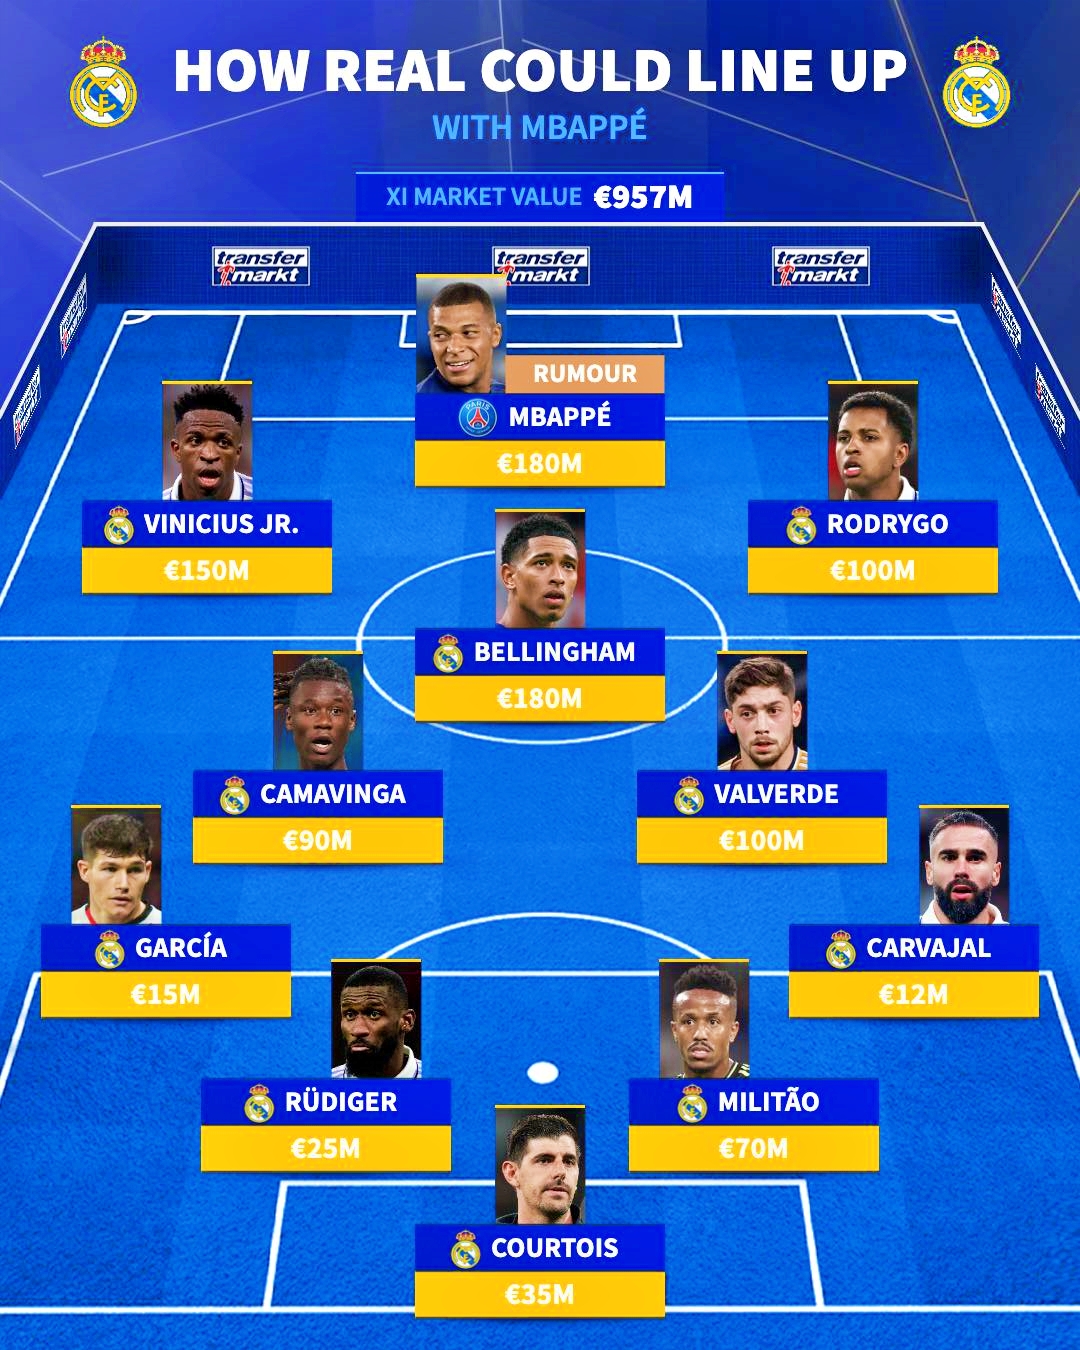 HOW REAL COULD LINE UP
WITH MBAPPÉ
XI MARKET VALUE €957M
transfer markt
transfer markt
transfer markt
RUMOUR
MBAPPÉ
€180M
VINICIUS JR.
€150M
RODRYGO
€100M
BELLINGHAM
€180M
CAMAVINGA
€90M
VALVERDE
€100M
GARCÍA
€15M
CARVAJAL
€12M
RÜDIGER
€25M
MILITÃO
€70M
COURTOIS
€35M